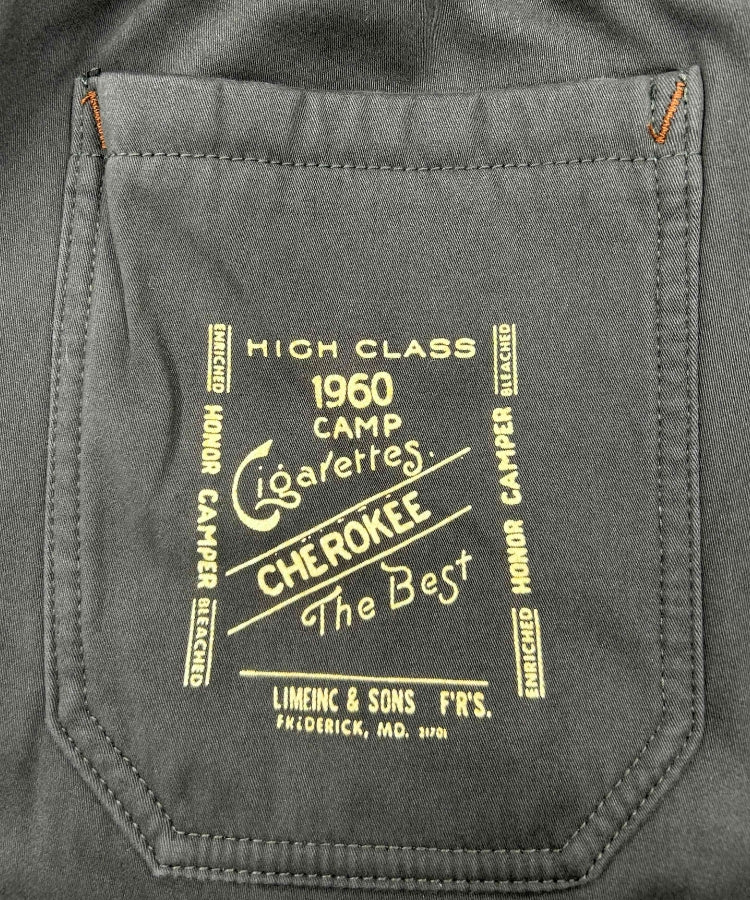 HIGH CLASS
1960
CAMP
Cigarettes.
CHEROKEE
The Best
ENRICHED HONOR CAMPER BLEACHED
ENRICHED HONOR CAMPER BLEACHED
LIMEINC & SONS F'R'S.
FREDERICK, MD. 21701